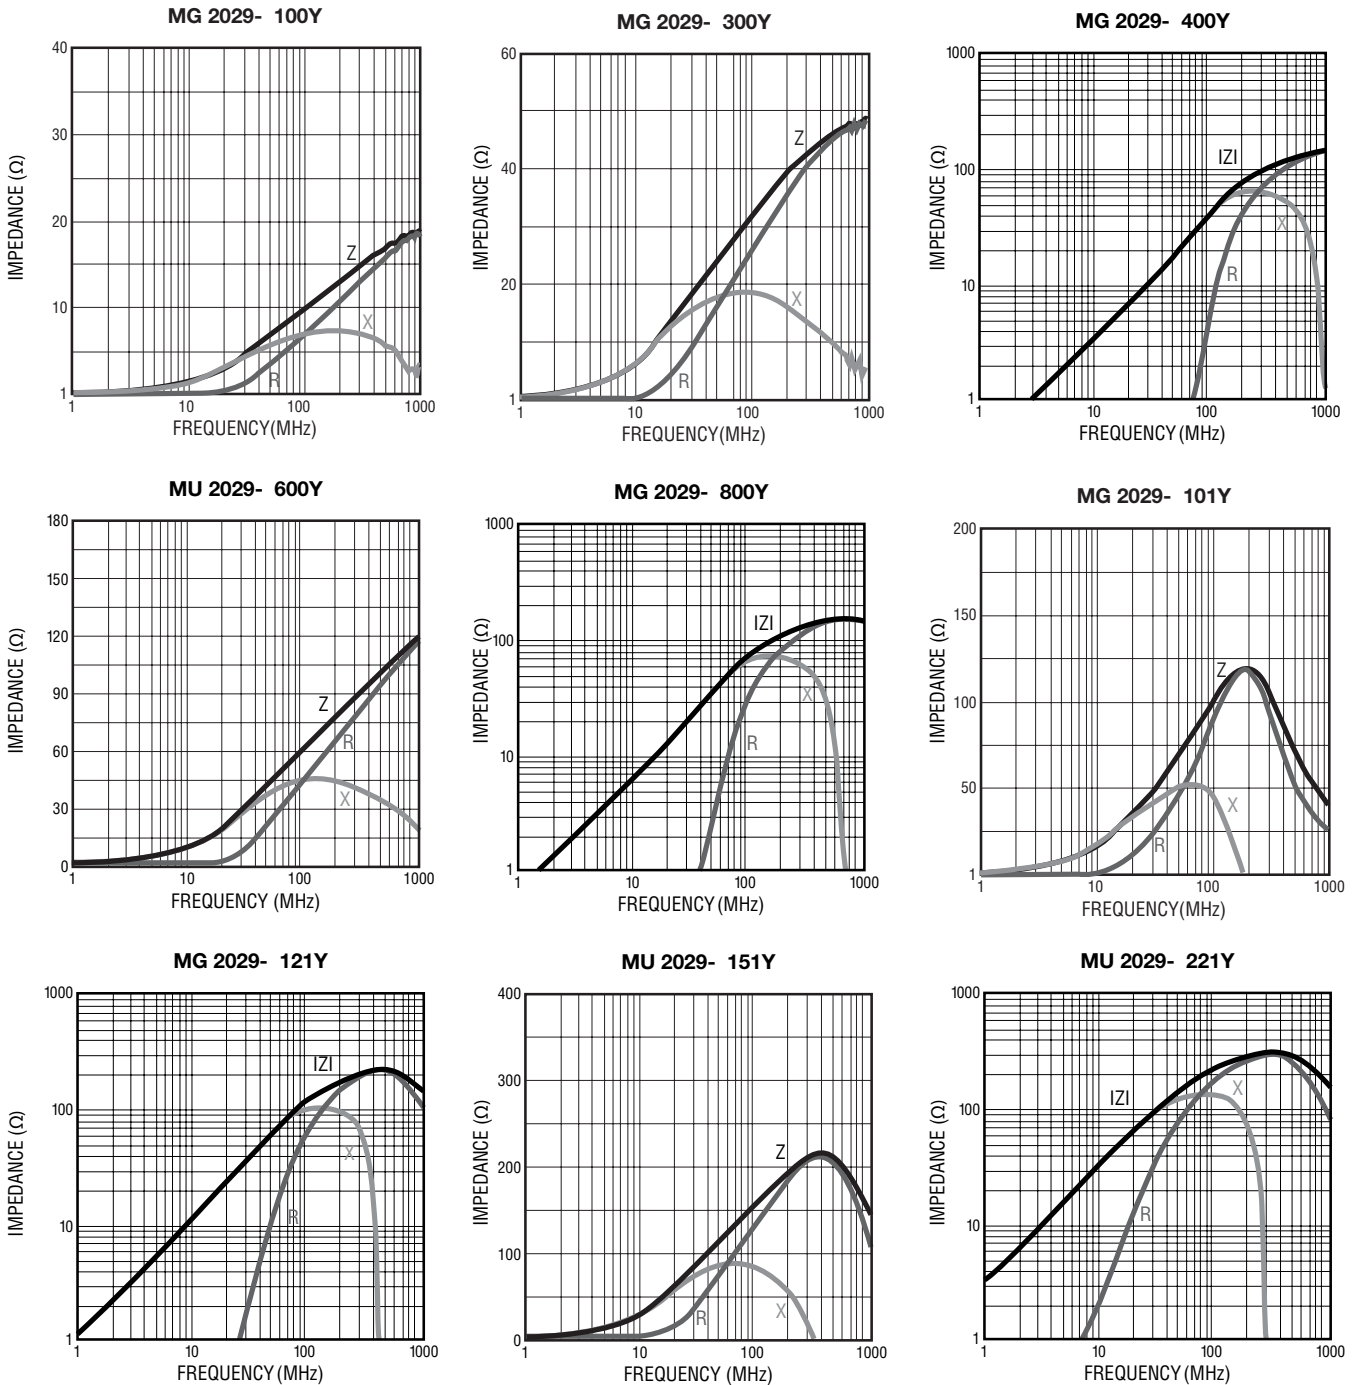 MG 2029- 100Y
IMPEDANCE (Ω)
40
30
20
10
1
Z
X
R
1 10 100 1000
FREQUENCY(MHz)
MG 2029- 300Y
IMPEDANCE (Ω)
60
40
20
1
Z
X
R
1 10 100 1000
FREQUENCY(MHz)
MG 2029- 400Y
IMPEDANCE (Ω)
1000
100
10
1
IZI
X
R
1 10 100 1000
FREQUENCY (MHz)
MU 2029- 600Y
IMPEDANCE (Ω)
180
150
120
90
60
30
0
Z
R
X
1 10 100 1000
FREQUENCY (MHz)
MG 2029- 800Y
IMPEDANCE (Ω)
1000
100
10
1
IZI
X
R
1 10 100 1000
FREQUENCY (MHz)
MG 2029- 101Y
IMPEDANCE (Ω)
200
150
100
50
1
Z
X
R
1 10 100 1000
FREQUENCY(MHz)
MG 2029- 121Y
IMPEDANCE (Ω)
1000
100
10
1
IZI
X
R
1 10 100 1000
FREQUENCY (MHz)
MU 2029- 151Y
IMPEDANCE (Ω)
400
300
200
100
0
Z
X
R
1 10 100 1000
FREQUENCY (MHz)
MU 2029- 221Y
IMPEDANCE (Ω)
1000
100
10
1
X
IZI
R
1 10 100 1000
FREQUENCY (MHz)